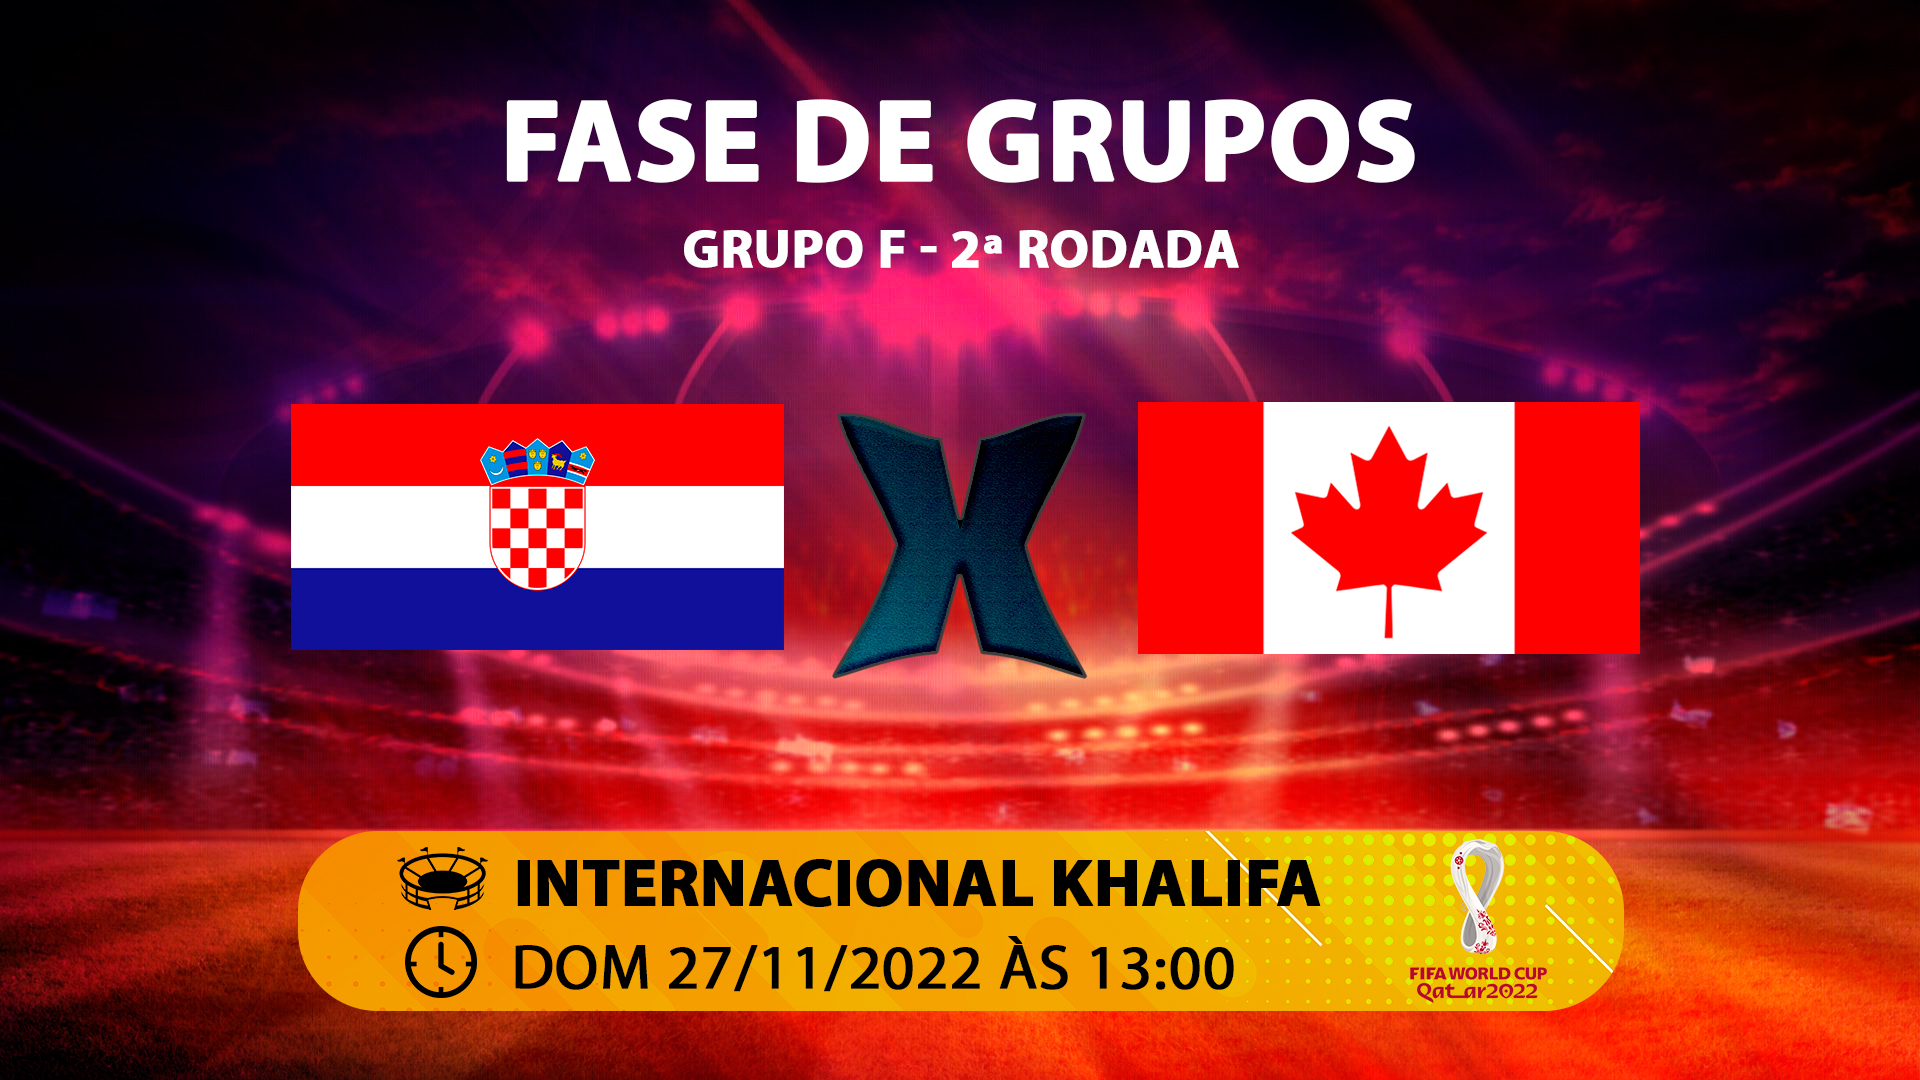 FASE DE GRUPOS
GRUPO F - 2ª RODADA
INTERNACIONAL KHALIFA
DOM 27/11/2022 ÀS 13:00
FIFA WORLD CUP
Qatar2022